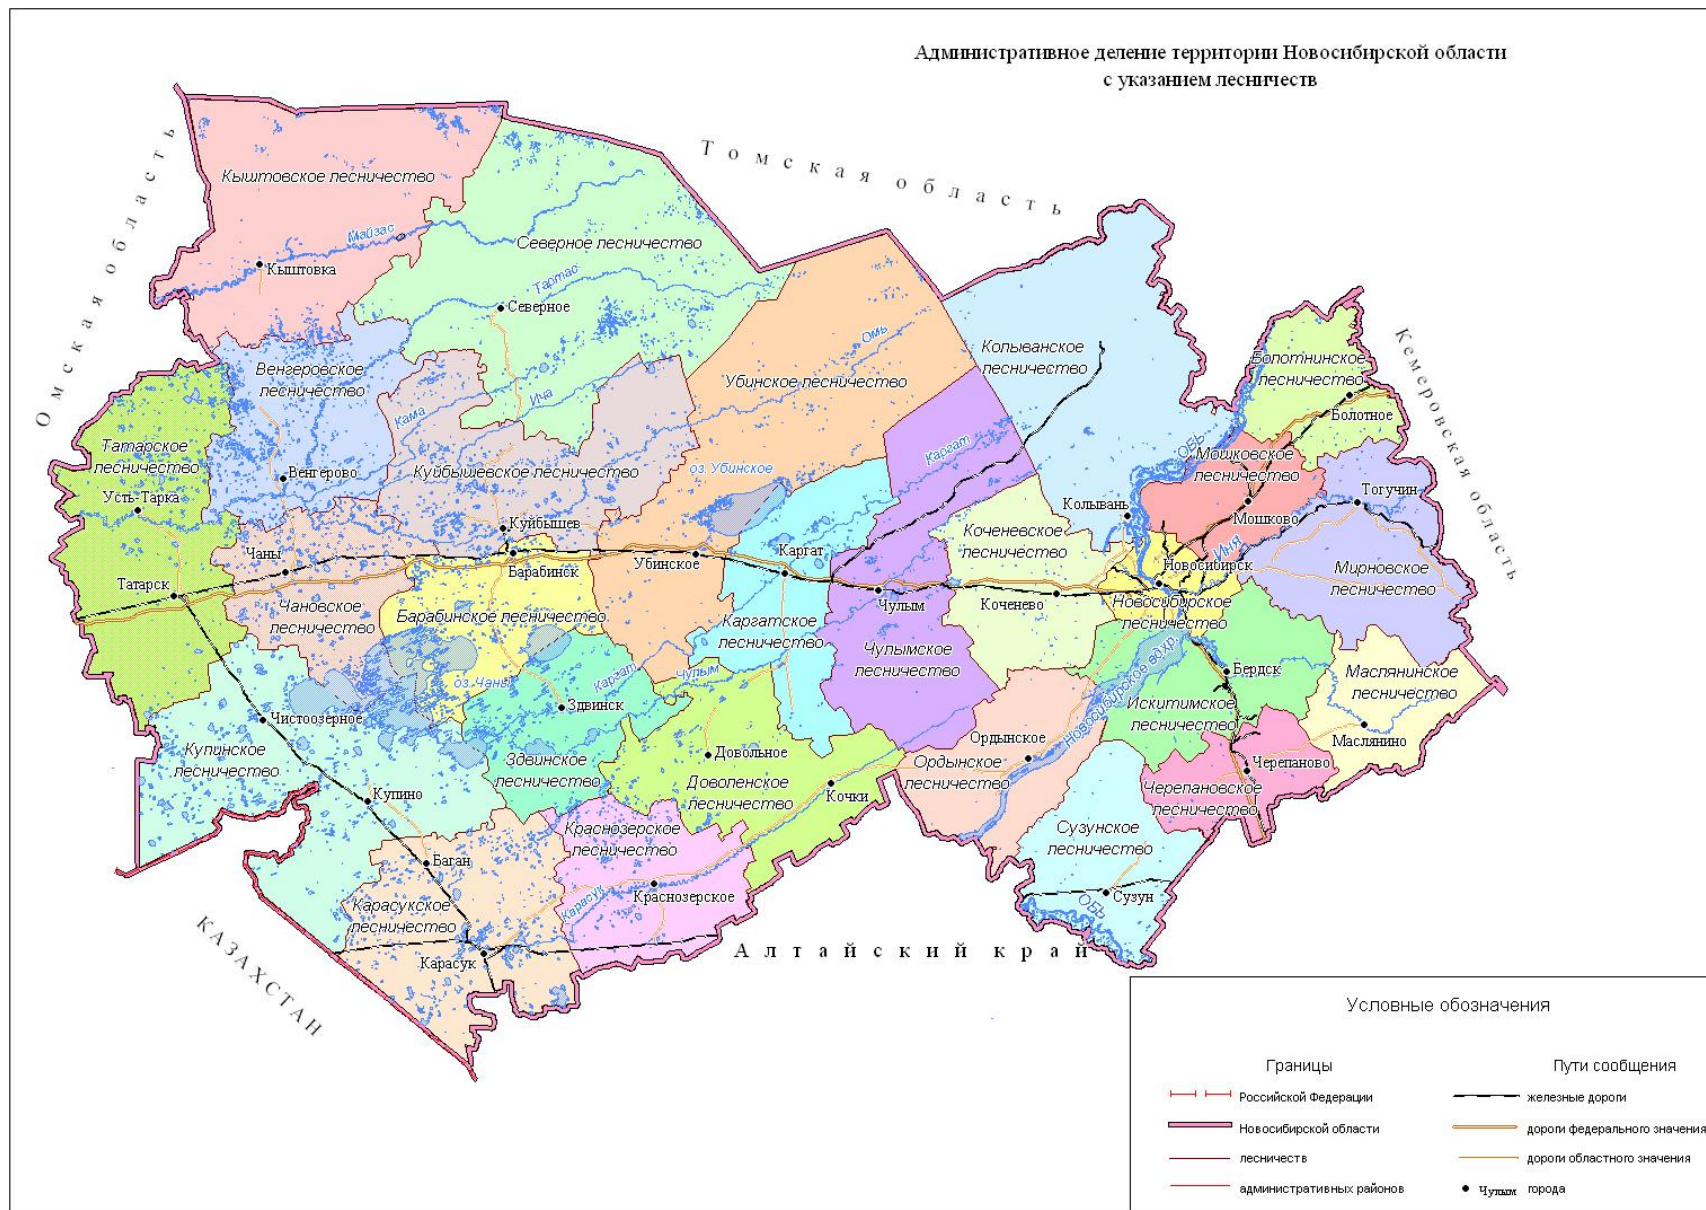 Административное деление территории Новосибирской области
с указанием лесничеств
Омская область
Томская область
Кемеровская область
Алтайский край
КАЗАХСТАН
Кыштовское лесничество
Майзас
Кыштовка
Северное лесничество
Тартас
Северное
Венгеровское
лесничество
Венгерово
Кама
Ича
Омь
Убинское лесничество
Колыванское
лесничество
Болотнинское
лесничество
Болотное
Татарское
лесничество
Усть-Тарка
Татарск
Куйбышевское лесничество
Куйбышев
оз. Убинское
Каргат
ОБЬ
Мошковское
лесничество
Мошково
Тогучин
Колывань
Коченевское
лесничество
Коченево
Чаны
Чановское
лесничество
Барабинск
Барабинское лесничество
Убинское
Каргат
Каргатское
лесничество
Чулым
Чулымское
лесничество
Иня
Новосибирск
Новосибирское
лесничество
Мирновское
лесничество
оз. Чаны
Каргат
Чулым
Здвинск
Здвинское
лесничество
Новосибирское вдхр.
Бердск
Искитимское
лесничество
Маслянинское
лесничество
Маслянино
Чистоозерное
Купинское
лесничество
Купино
Довольное
Доволенское
лесничество
Кочки
Ордынское
Ордынское
лесничество
Черепаново
Черепановское
лесничество
Краснозерское
лесничество
Краснозерское
Сузунское
лесничество
Сузун
ОБЬ
Баган
Карасукское
лесничество
Карасук
Карасук
Условные обозначения
Границы
Российской Федерации
Новосибирской области
лесничеств
административных районов
Пути сообщения
железные дороги
дороги федерального значения
дороги областного значения
Чулым города